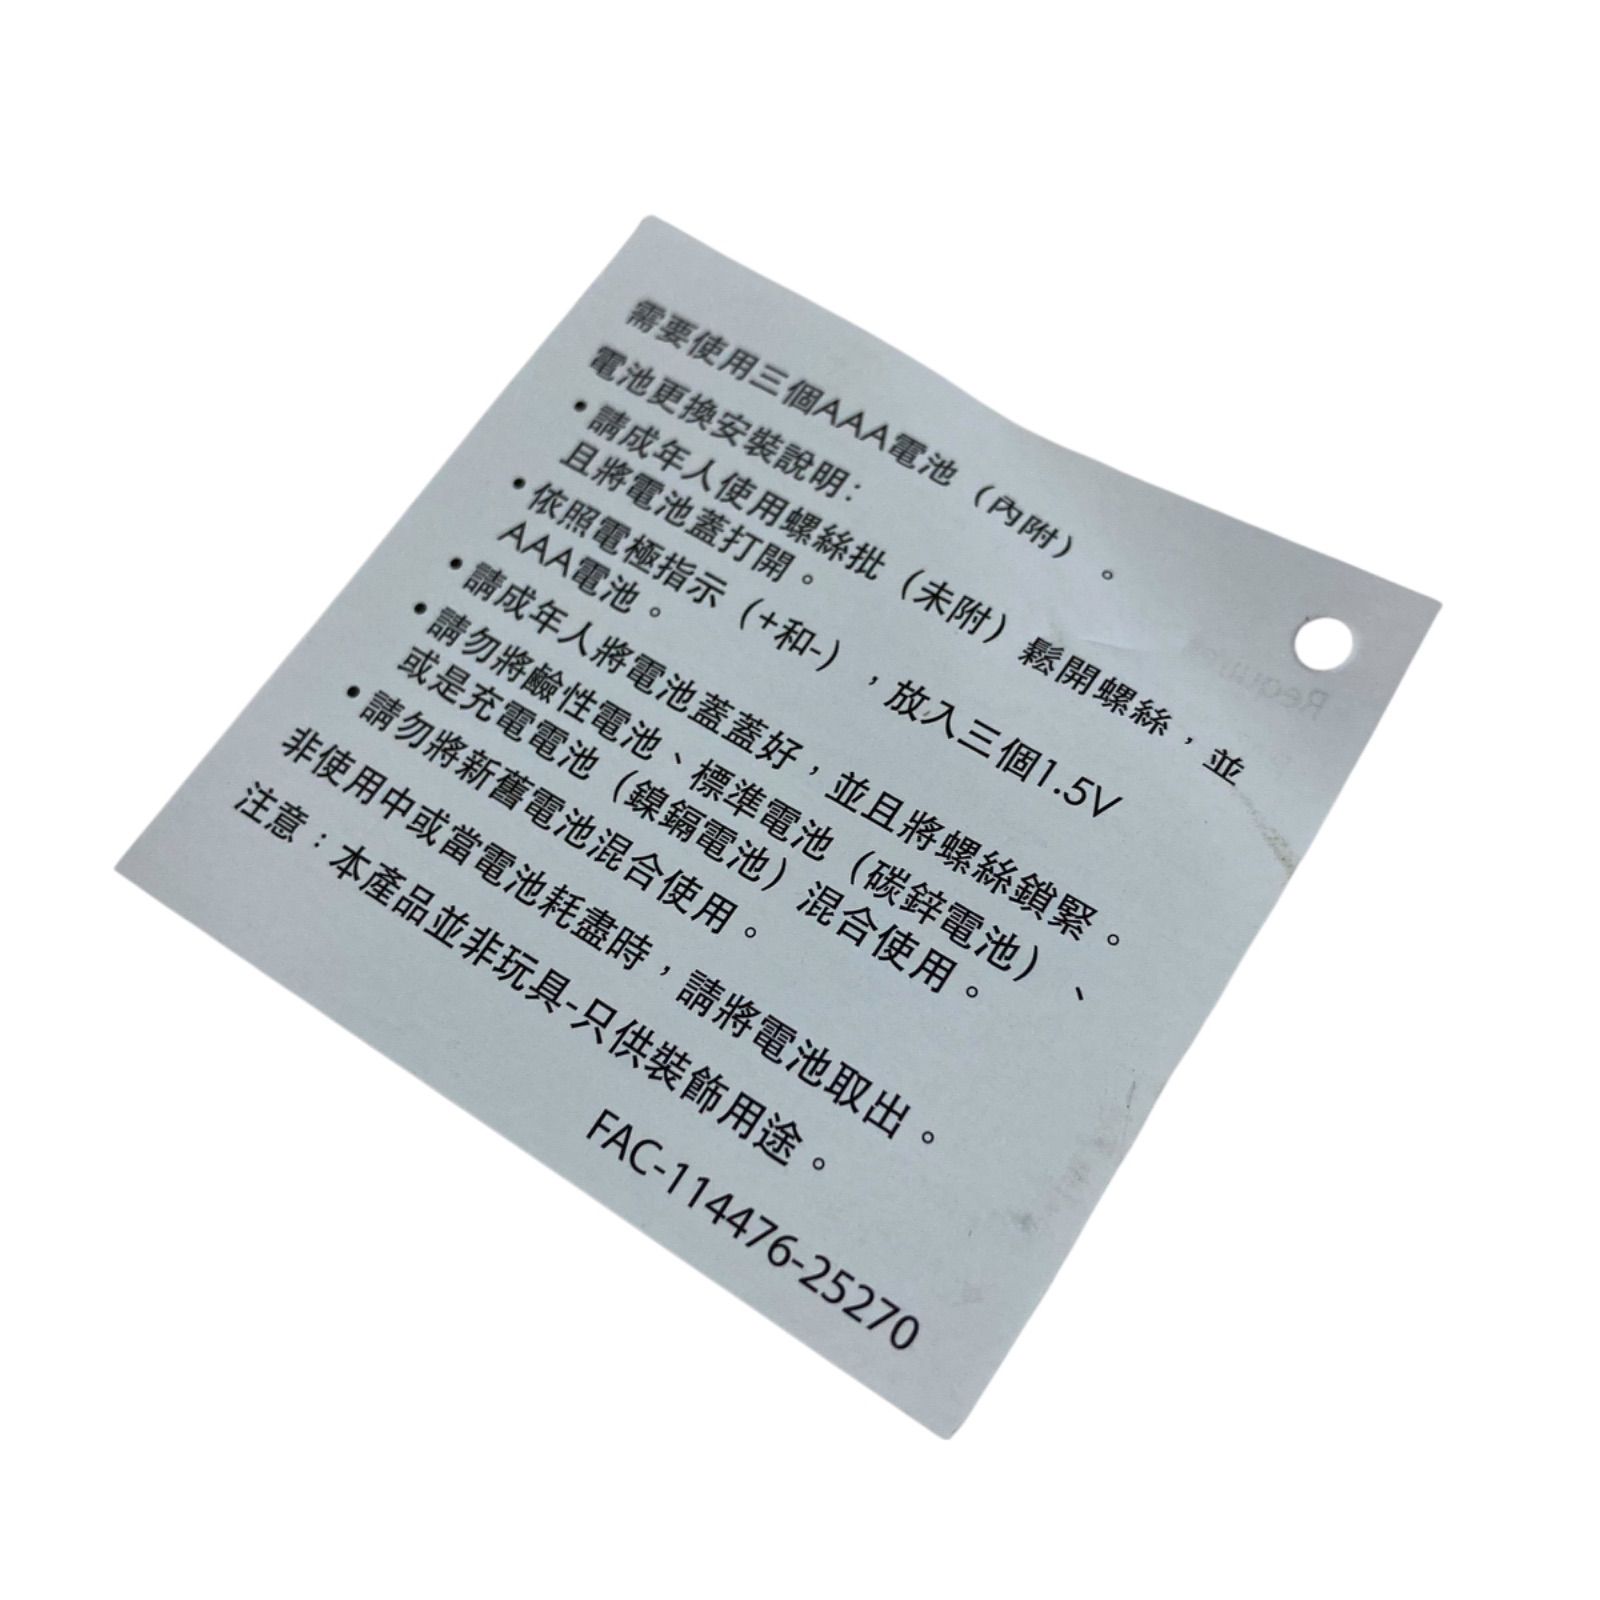 需要使用三個AAA電池（內附）。
電池更換安裝說明：
•請成年人使用螺絲批（未附）鬆開螺絲，並
且將電池蓋打開。
•依照電極指示（+和-），放入三個1.5V
AAA電池。
•請成年人將電池蓋蓋好，並且將螺絲鎖緊。
•請勿將鹼性電池、標準電池（碳鋅電池）、
或是充電電池（鎳鎘電池）混合使用。
•請勿將新舊電池混合使用。
非使用中或當電池耗盡時，請將電池取出。
注意：本產品並非玩具-只供裝飾用途。
FAC-114476-25270